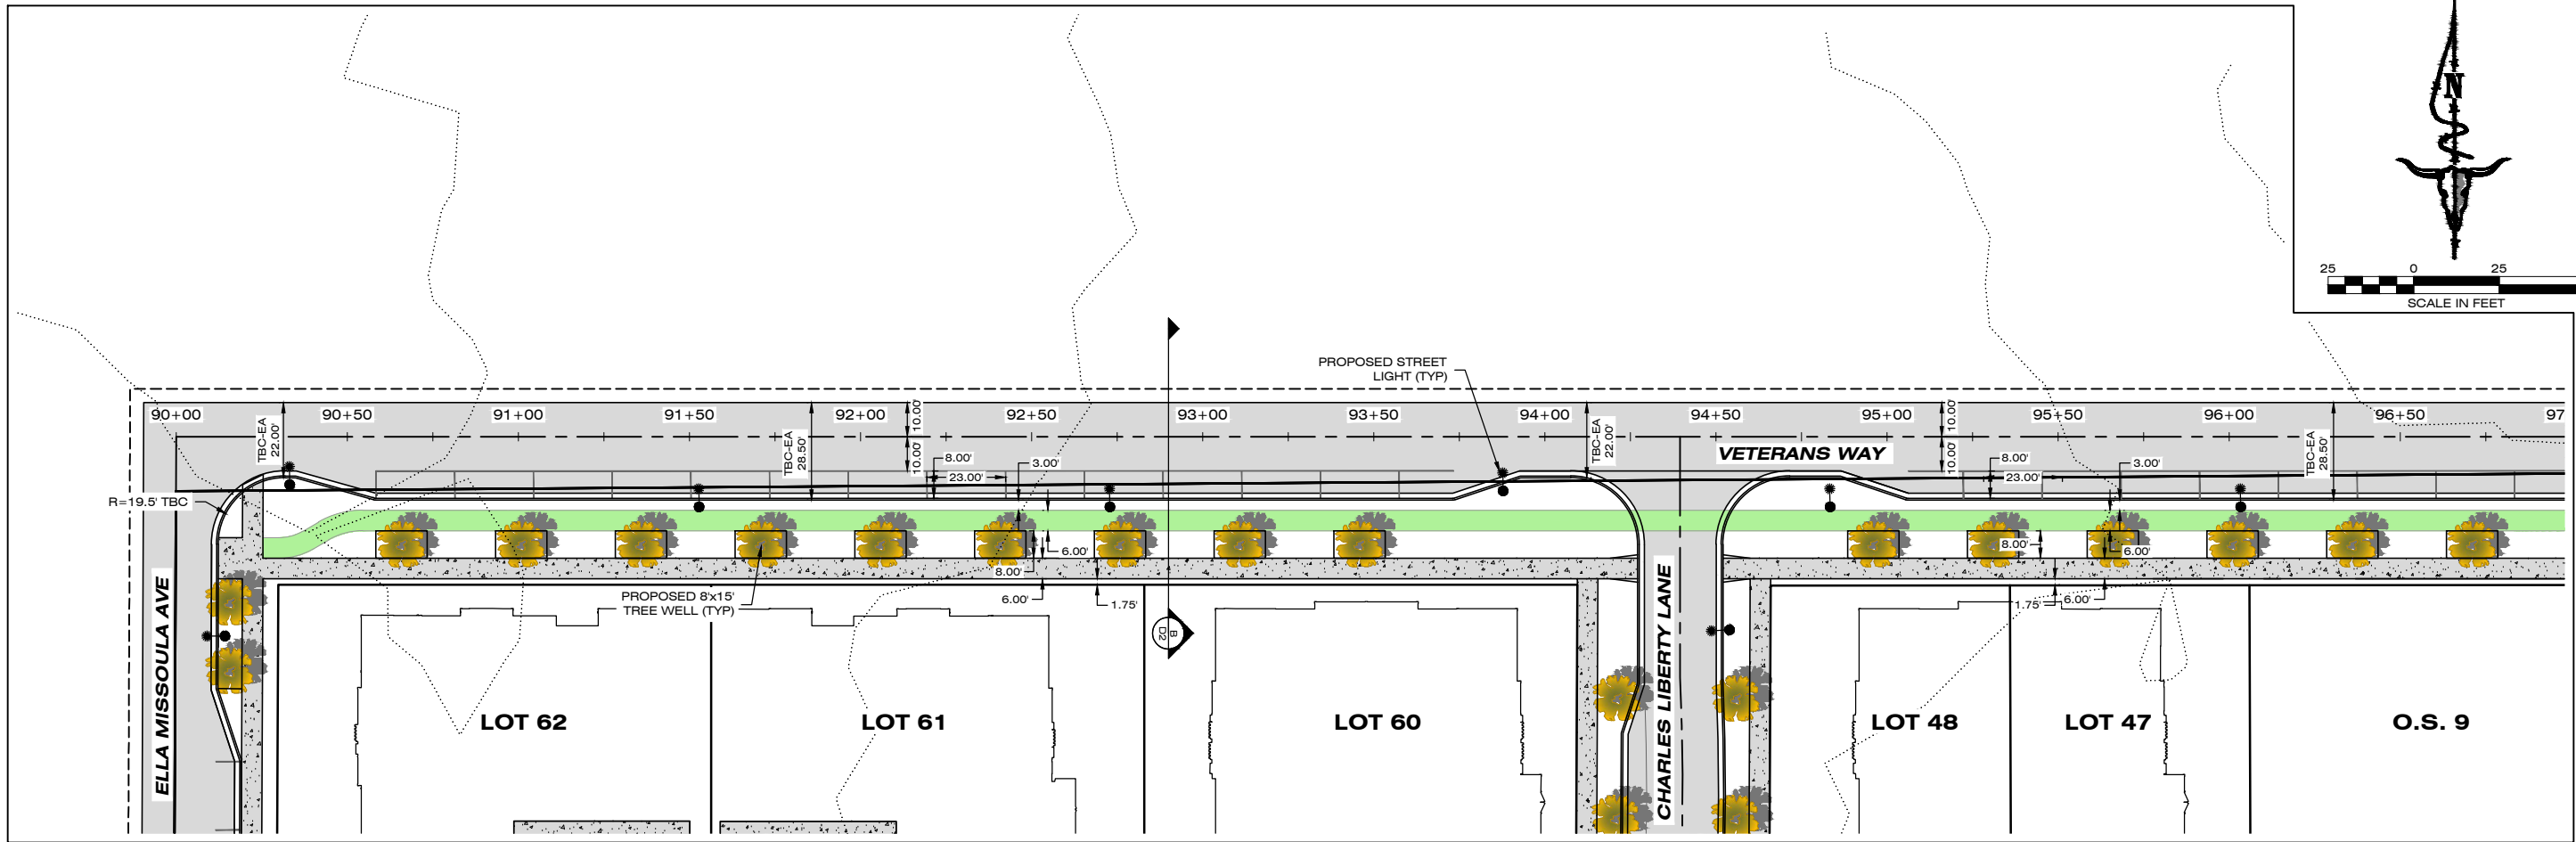 N
25 0 25
SCALE IN FEET
PROPOSED STREET
LIGHT (TYP)
90+00 90+50 91+00 91+50 92+00 92+50 93+00 93+50 94+00 94+50 95+00 95+50 96+00 96+50 97
TBC-EA
22.00'
TBC-EA
28.50'
10.00'
10.00'
TBC-EA
22.00'
10.00'
10.00'
TBC-EA
28.50'
VETERANS WAY
8.00'
23.00'
3.00'
8.00'
23.00'
3.00'
R=19.5' TBC
6.00'
8.00'
8.00'
6.00'
PROPOSED 8'x15'
TREE WELL (TYP)
6.00'
1.75'
1.75'
6.00'
B
D2
ELLA MISSOULA AVE
CHARLES LIBERTY LANE
LOT 62
LOT 61
LOT 60
LOT 48
LOT 47
O.S. 9